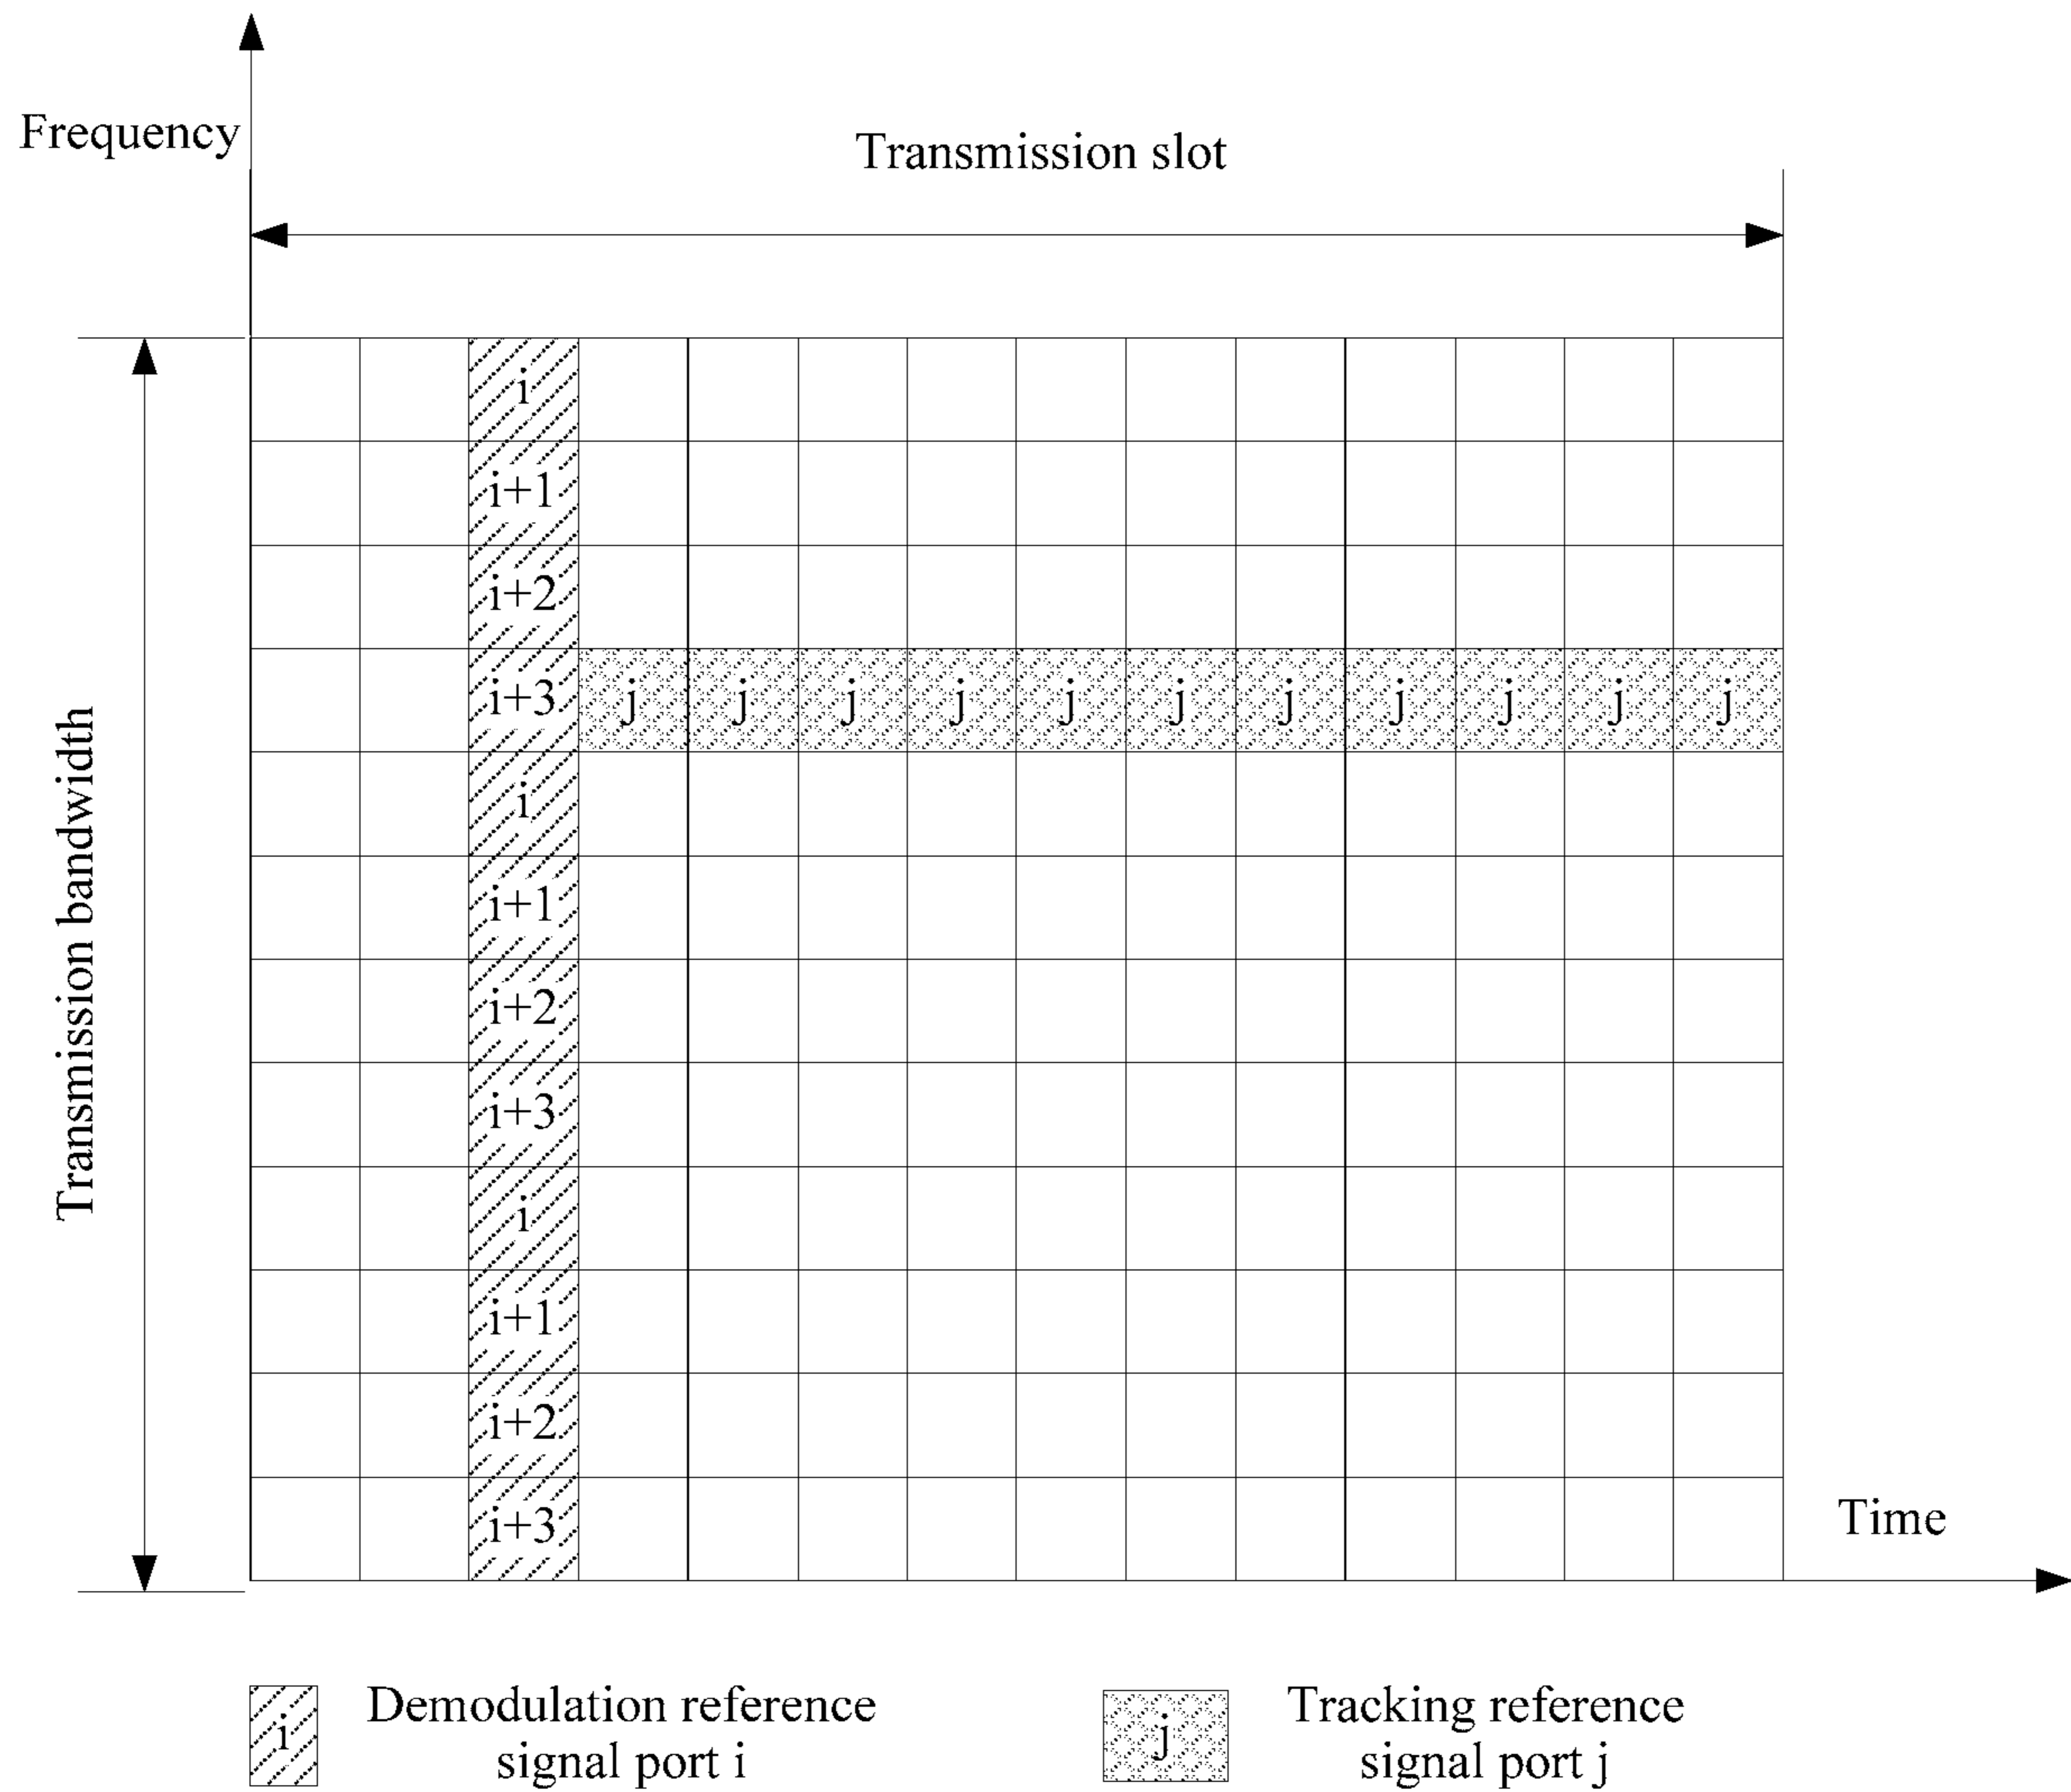 Frequency
Transmission slot
Transmission bandwidth
i
i+1
i+2
i+3 j j j j j j j j j j j
i
i+1
i+2
i+3
i
i+1
i+2
i+3
Time
i
Demodulation reference
signal port i
j
Tracking reference
signal port j